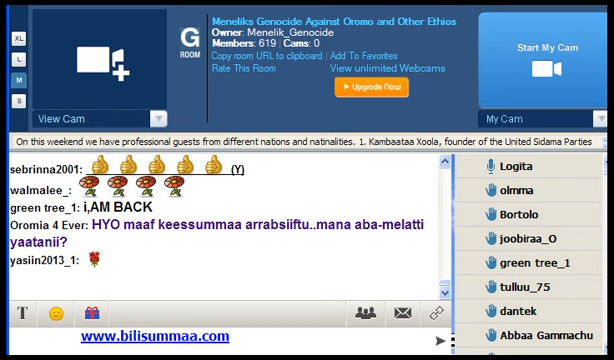 Meneliks Genocide Against Oromo and Other Ethios
Owner: Menelik_Genocide
Members: 619 | Cams: 0
Copy room URL to clipboard | Add To Favorites
Rate This Room View unlimited Webcams
Upgrade Now
G
ROOM
XL
L
M
S
View Cam
Start My Cam
My Cam
On this weekend we have professional guests from different nations and natinalities. 1. Kambaataa Xoola, founder of the United Sidama Parties
sebrinna2001: (Y)
walmalee_:
green tree_1: i,AM BACK
Oromia 4 Ever: HYO maaf keessummaa arrabsiiftu..mana aba-melatti
yaatanii?
yasiin2013_1:
T
www.bilisummaa.com
Logita
olmma
Bortolo
joobiraa_O
green tree_1
tulluu_75
dantek
Abbaa Gammachu